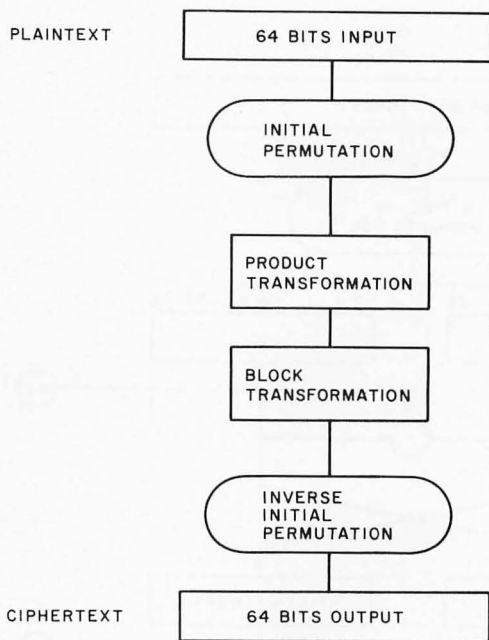 PLAINTEXT
64 BITS INPUT
INITIAL
PERMUTATION
PRODUCT
TRANSFORMATION
BLOCK
TRANSFORMATION
INVERSE
INITIAL
PERMUTATION
CIPHERTEXT
64 BITS OUTPUT